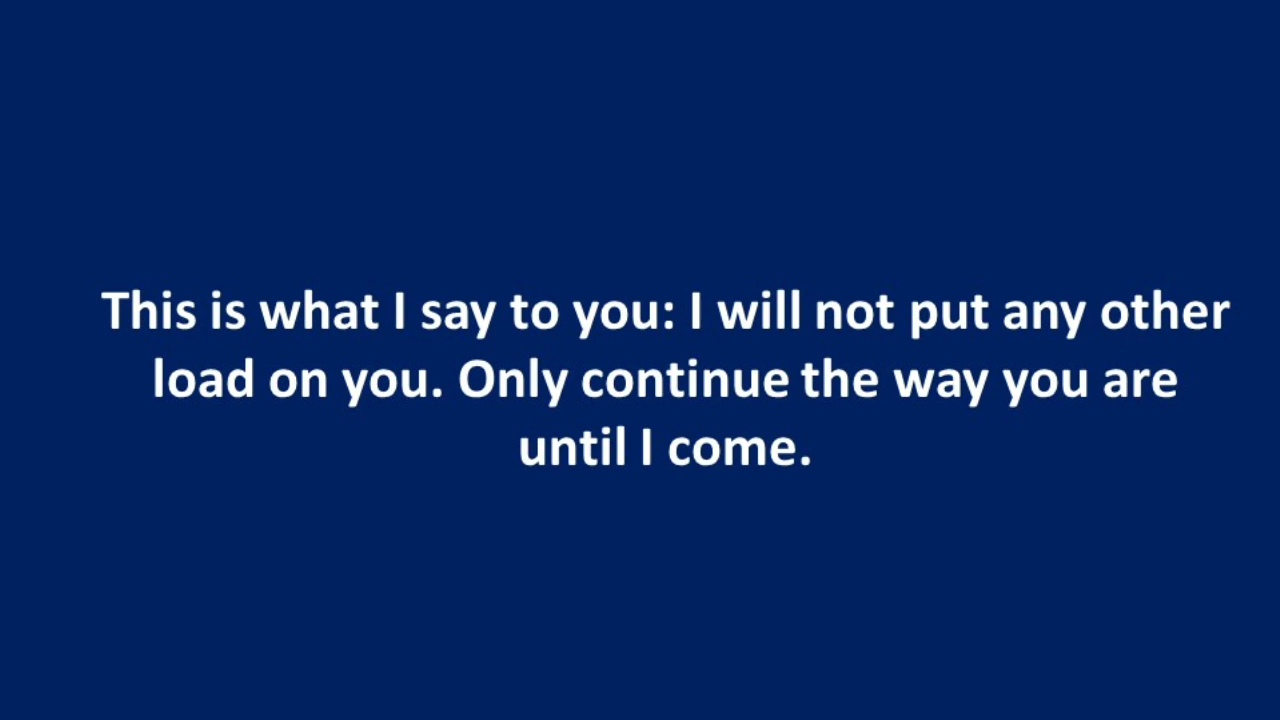 This is what I say to you: I will not put any other
load on you. Only continue the way you are
until I come.